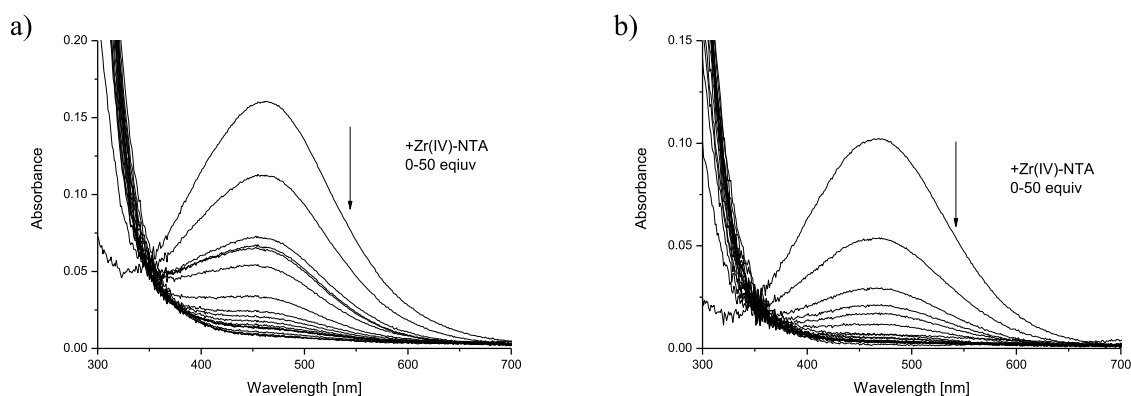 a)
0.20
0.15
0.10
0.05
0.00
Absorbance
+Zr(IV)-NTA
0-50 eqiuv
300
400
500
600
700
Wavelength [nm]
b)
0.15
0.10
0.05
0.00
Absorbance
+Zr(IV)-NTA
0-50 equiv
300
400
500
600
700
Wavelength [nm]